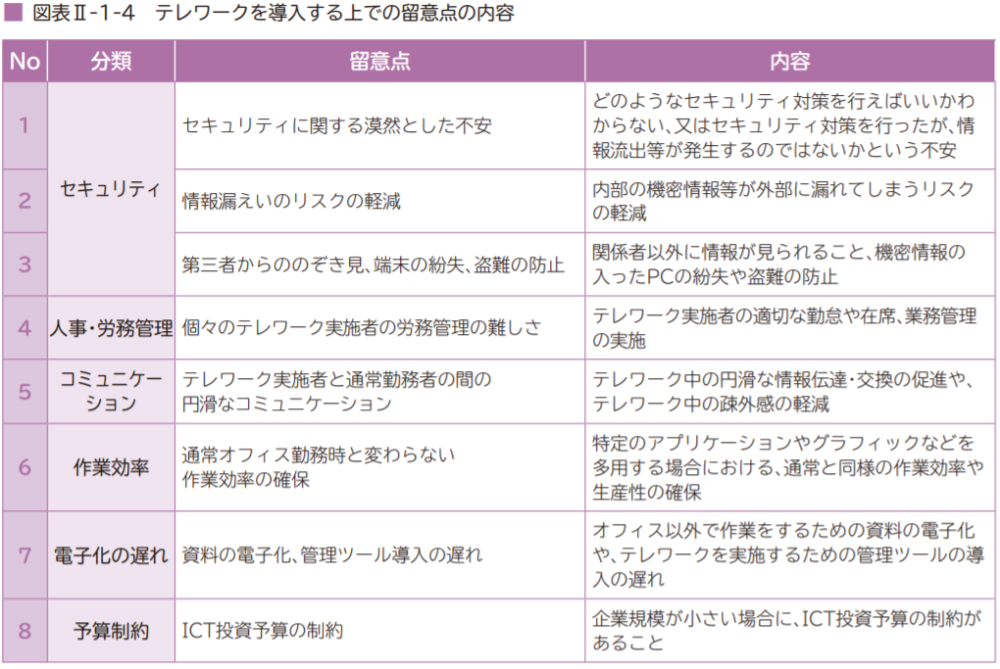 ■ 図表Ⅱ-1-4　テレワークを導入する上での留意点の内容
No 分類 留意点 内容
1
セキュリティ
セキュリティに関する漠然とした不安
どのようなセキュリティ対策を行えばいいかわ
からない、又はセキュリティ対策を行ったが、情
報流出等が発生するのではないかという不安
2
情報漏えいのリスクの軽減
内部の機密情報等が外部に漏れてしまうリスク
の軽減
3
第三者からののぞき見、端末の紛失、盗難の防止
関係者以外に情報が見られること、機密情報の
入ったPCの紛失や盗難の防止
4
人事・労務管理
個々のテレワーク実施者の労務管理の難しさ
テレワーク実施者の適切な勤怠や在席、業務管理
の実施
5
コミュニケー
ション
テレワーク実施者と通常勤務者の間の
円滑なコミュニケーション
テレワーク中の円滑な情報伝達・交換の促進や、
テレワーク中の疎外感の軽減
6
作業効率
通常オフィス勤務時と変わらない
作業効率の確保
特定のアプリケーションやグラフィックなどを
多用する場合における、通常と同様の作業効率や
生産性の確保
7
電子化の遅れ
資料の電子化、管理ツール導入の遅れ
オフィス以外で作業をするための資料の電子化
や、テレワークを実施するための管理ツールの導
入の遅れ
8
予算制約
ICT投資予算の制約
企業規模が小さい場合に、ICT投資予算の制約が
あること